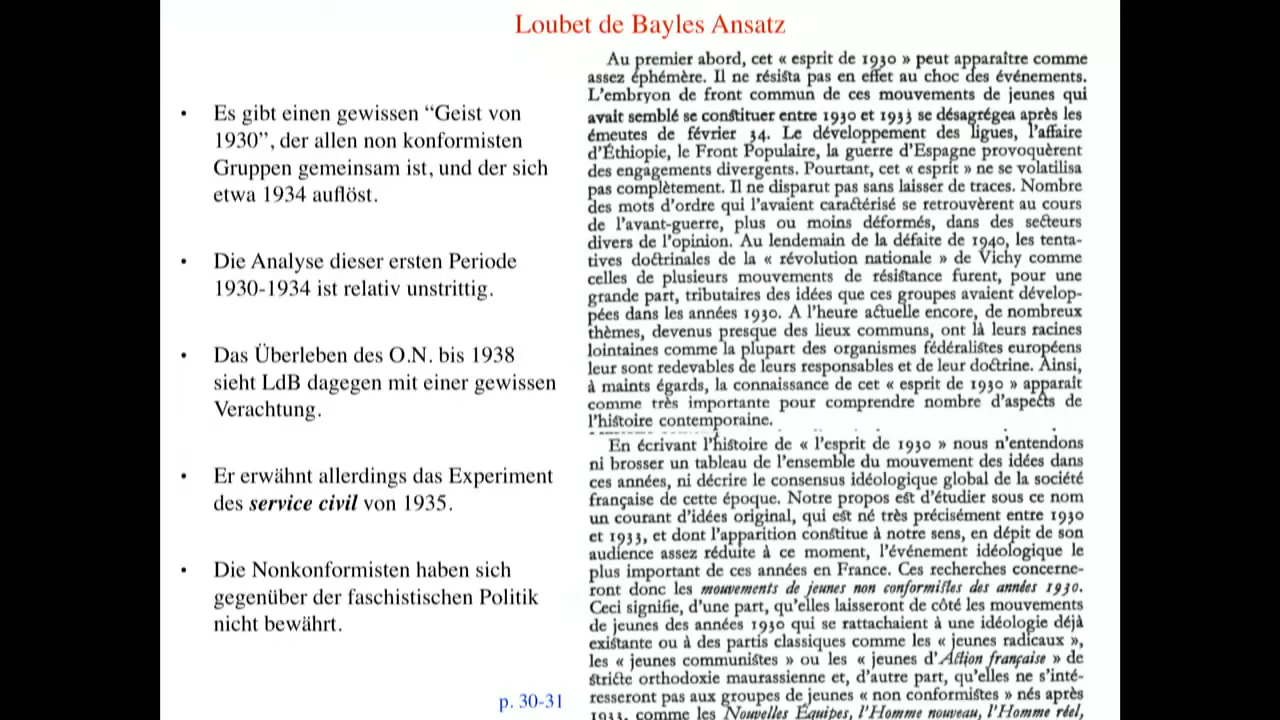 Loubet de Bayles Ansatz
• Es gibt einen gewissen “Geist von
1930”, der allen non konformisten
Gruppen gemeinsam ist, und der sich
etwa 1934 auflöst.
• Die Analyse dieser ersten Periode
1930-1934 ist relativ unstrittig.
• Das Überleben des O.N. bis 1938
sieht LdB dagegen mit einer gewissen
Verachtung.
• Er erwähnt allerdings das Experiment
des service civil von 1935.
• Die Nonkonformisten haben sich
gegenüber der faschistischen Politik
nicht bewährt.
p. 30-31
Au premier abord, cet « esprit de 1930 » peut apparaître comme
assez éphémère. Il ne résista pas en effet au choc des événements.
L’embryon de front commun de ces mouvements de jeunes qui
avait semblé se constituer entre 1930 et 1933 se désagrégea après les
émeutes de février 34. Le développement des ligues, l’affaire
d’Éthiopie, le Front Populaire, la guerre d’Espagne provoquèrent
des engagements divergents. Pourtant, cet « esprit » ne se volatilisa
pas complètement. Il ne disparut pas sans laisser de traces. Nombre
des mots d’ordre qui l’avaient caractérisé se retrouvèrent au cours
de l’avant-guerre, plus ou moins déformés, dans des secteurs
divers de l’opinion. Au lendemain de la défaite de 1940, les tenta-
tives doctrinales de la « révolution nationale » de Vichy comme
celles de plusieurs mouvements de résistance furent, pour une
grande part, tributaires des idées que ces groupes avaient dévelop-
pées dans les années 1930. A l’heure actuelle encore, de nombreux
thèmes, devenus presque des lieux communs, ont là leurs racines
lointaines comme la plupart des organismes fédéralistes européens
leur sont redevables de leurs responsables et de leur doctrine. Ainsi,
à maints égards, la connaissance de cet « esprit de 1930 » apparaît
comme très importante pour comprendre nombre d’aspects de
l’histoire contemporaine.
En écrivant l’histoire de « l’esprit de 1930 » nous n’entendons
ni brosser un tableau de l’ensemble du mouvement des idées dans
ces années, ni décrire le consensus idéologique global de la société
française de cette époque. Notre propos est d’étudier sous ce nom
un courant d’idées original, qui est né très précisément entre 1930
et 1933, et dont l’apparition constitue à notre sens, en dépit de son
audience assez réduite à ce moment, l’événement idéologique le
plus important de ces années en France. Ces recherches concerne-
ront donc les mouvements de jeunes non conformistes des années 1930.
Ceci signifie, d’une part, qu’elles laisseront de côté les mouvements
de jeunes des années 1930 qui se rattachaient à une idéologie déjà
existante ou à des partis classiques comme les « jeunes radicaux »,
les « jeunes communistes » ou les « jeunes d’Action française » de
stricte orthodoxie maurassienne et, d’autre part, qu’elles ne s’inté-
resseront pas aux groupes de jeunes « non conformistes » nés après
1933, comme les Nouvelles Équipes, l’Homme nouveau, l’Homme réel,